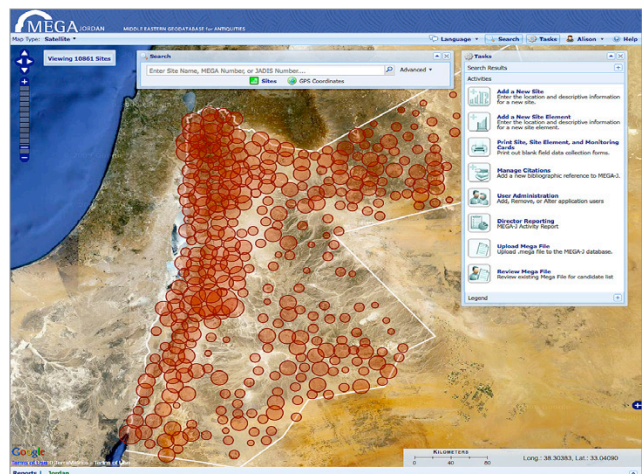 MEGA JORDAN MIDDLE EASTERN GEODATABASE for ANTIQUITIES
Map Type: Satellite Language Search Tasks Alison Help
Viewing 10861 Sites
Search
Enter Site Name, MEGA Number, or JADIS Number...
Advanced
Sites GPS Coordinates
Tasks
Search Results
Activities
Add a New Site
Enter the location and descriptive information
for a new site.
Add a New Site Element
Enter the location and descriptive information
for a new site element.
Print Site, Site Element, and Monitoring
Cards
Print out blank field data collection forms.
Manage Citations
Add a new bibliographic reference to MEGA-J.
User Administration
Add, Remove, or Alter application users
Director Reporting
MEGA-J Activity Report
Upload Mega File
Upload .mega file to the MEGA-J database.
Review Mega File
Review existing Mega File for candidate list
Legend
Google
Terms of Use
KILOMETERS
0 40 80
Long.: 38.30383, Lat.: 33.04090
Reports | Jordan